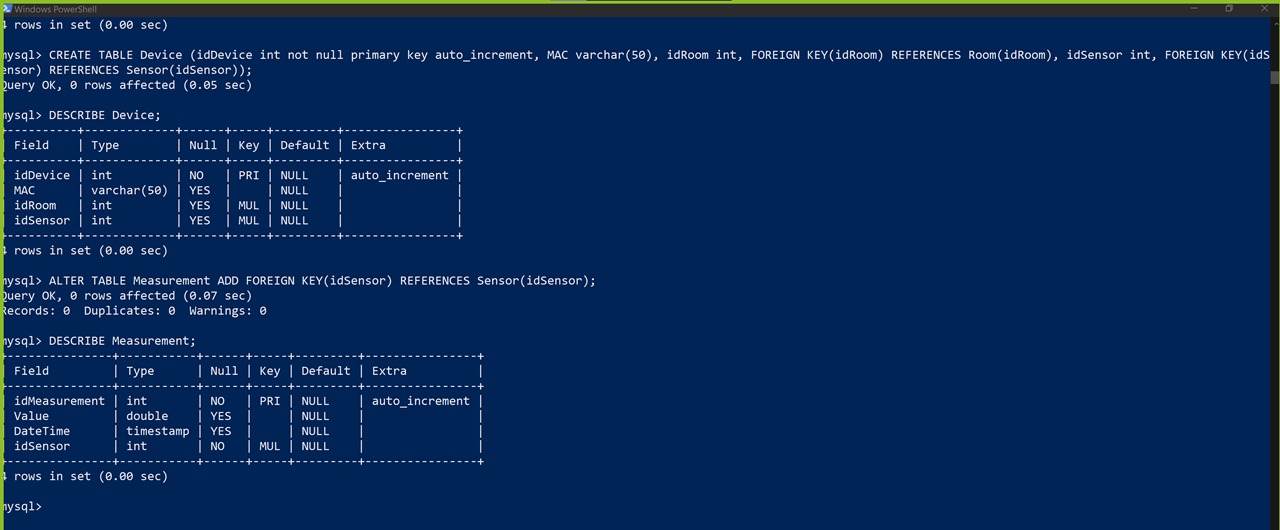 Windows PowerShell
4 rows in set (0.00 sec)
mysql> CREATE TABLE Device (idDevice int not null primary key auto_increment, MAC varchar(50), idRoom int, FOREIGN KEY(idRoom) REFERENCES Room(idRoom), idSensor int, FOREIGN KEY(idS
ensor) REFERENCES Sensor(idSensor));
Query OK, 0 rows affected (0.05 sec)
mysql> DESCRIBE Device;
+----------+-------------+------+-----+---------+----------------+
| Field    | Type        | Null | Key | Default | Extra          |
+----------+-------------+------+-----+---------+----------------+
| idDevice | int         | NO   | PRI | NULL    | auto_increment |
| MAC      | varchar(50) | YES  |     | NULL    |                |
| idRoom   | int         | YES  | MUL | NULL    |                |
| idSensor | int         | YES  | MUL | NULL    |                |
+----------+-------------+------+-----+---------+----------------+
4 rows in set (0.00 sec)
mysql> ALTER TABLE Measurement ADD FOREIGN KEY(idSensor) REFERENCES Sensor(idSensor);
Query OK, 0 rows affected (0.07 sec)
Records: 0  Duplicates: 0  Warnings: 0
mysql> DESCRIBE Measurement;
+---------------+-----------+------+-----+---------+----------------+
| Field         | Type      | Null | Key | Default | Extra          |
+---------------+-----------+------+-----+---------+----------------+
| idMeasurement | int       | NO   | PRI | NULL    | auto_increment |
| Value         | double    | YES  |     | NULL    |                |
| DateTime      | timestamp | YES  |     | NULL    |                |
| idSensor      | int       | NO   | MUL | NULL    |                |
+---------------+-----------+------+-----+---------+----------------+
4 rows in set (0.00 sec)
mysql>